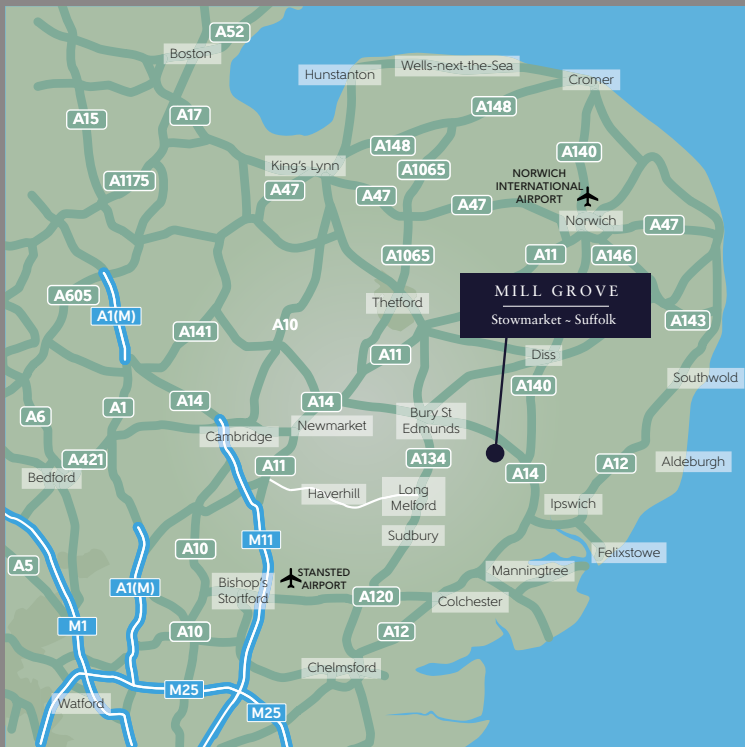 A52
Boston
Hunstanton
Wells-next-the-Sea
Cromer
A148
A15
A17
A148
A140
King's Lynn
A1065
A1175
A47
A47
A47
NORWICH
INTERNATIONAL
AIRPORT
Norwich
A47
A1065
A11
A146
A605
A1(M)
Thetford
MILL GROVE
Stowmarket ~ Suffolk
A141
A10
A143
A11
Diss
A140
Southwold
A6
A1
A14
A14
Newmarket
Bury St
Edmunds
Cambridge
A421
A11
A134
A14
A12
Aldeburgh
Bedford
Haverhill
Long
Melford
Ipswich
Sudbury
M11
A10
Felixstowe
A5
Manningtree
A1(M)
Bishop's
Stortford
STANSTED
AIRPORT
A120
Colchester
M1
A10
A12
Chelmsford
M25
Watford
M25